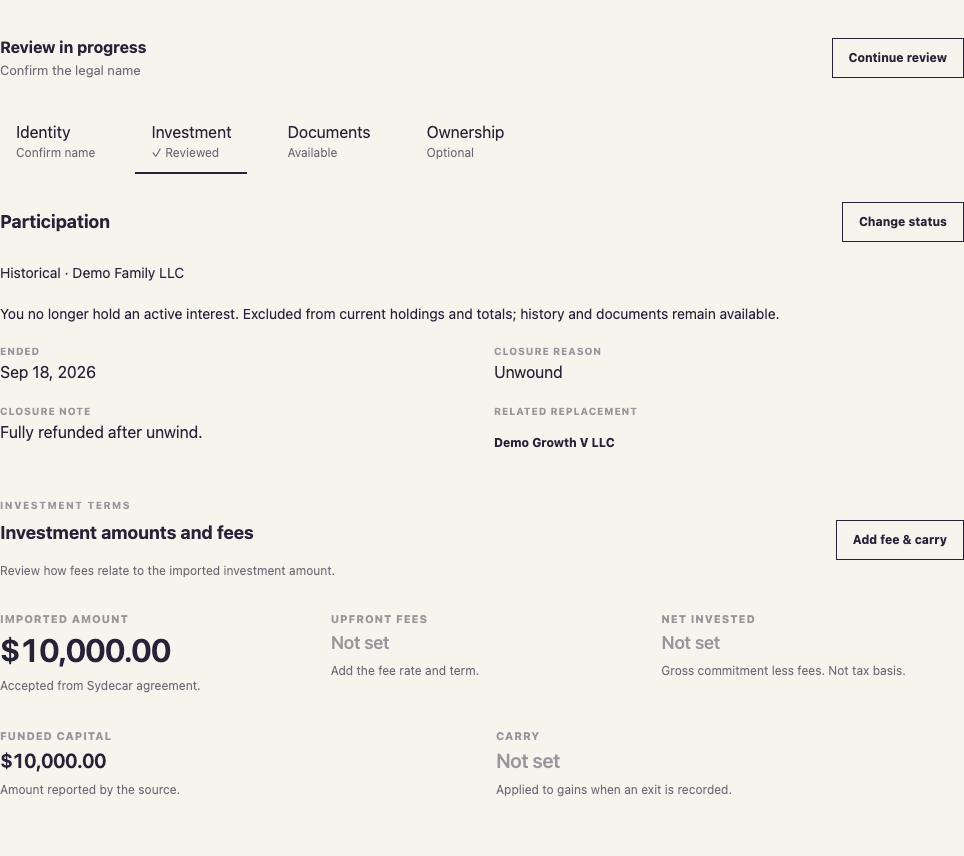 Review in progress
Confirm the legal name
Continue review
Identity
Confirm name
Investment
✓ Reviewed
Documents
Available
Ownership
Optional
Participation
Change status
Historical · Demo Family LLC
You no longer hold an active interest. Excluded from current holdings and totals; history and documents remain available.
ENDED
Sep 18, 2026
CLOSURE REASON
Unwound
CLOSURE NOTE
Fully refunded after unwind.
RELATED REPLACEMENT
Demo Growth V LLC
INVESTMENT TERMS
Investment amounts and fees
Add fee & carry
Review how fees relate to the imported investment amount.
IMPORTED AMOUNT
$10,000.00
Accepted from Sydecar agreement.
UPFRONT FEES
Not set
Add the fee rate and term.
NET INVESTED
Not set
Gross commitment less fees. Not tax basis.
FUNDED CAPITAL
$10,000.00
Amount reported by the source.
CARRY
Not set
Applied to gains when an exit is recorded.